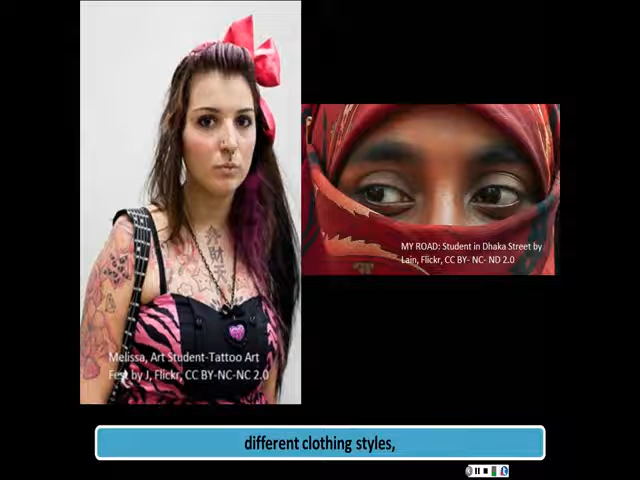 MY ROAD: Student in Dhaka Street by
Lain, Flickr, CC BY- NC- ND 2.0
Melissa, Art Student-Tattoo Art
Fest by J, Flickr, CC BY-NC-NC 2.0
different clothing styles,